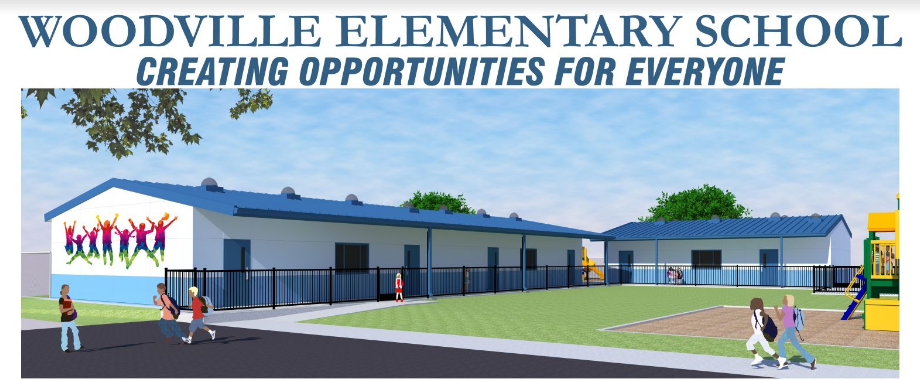 WOODVILLE ELEMENTARY SCHOOL
CREATING OPPORTUNITIES FOR EVERYONE